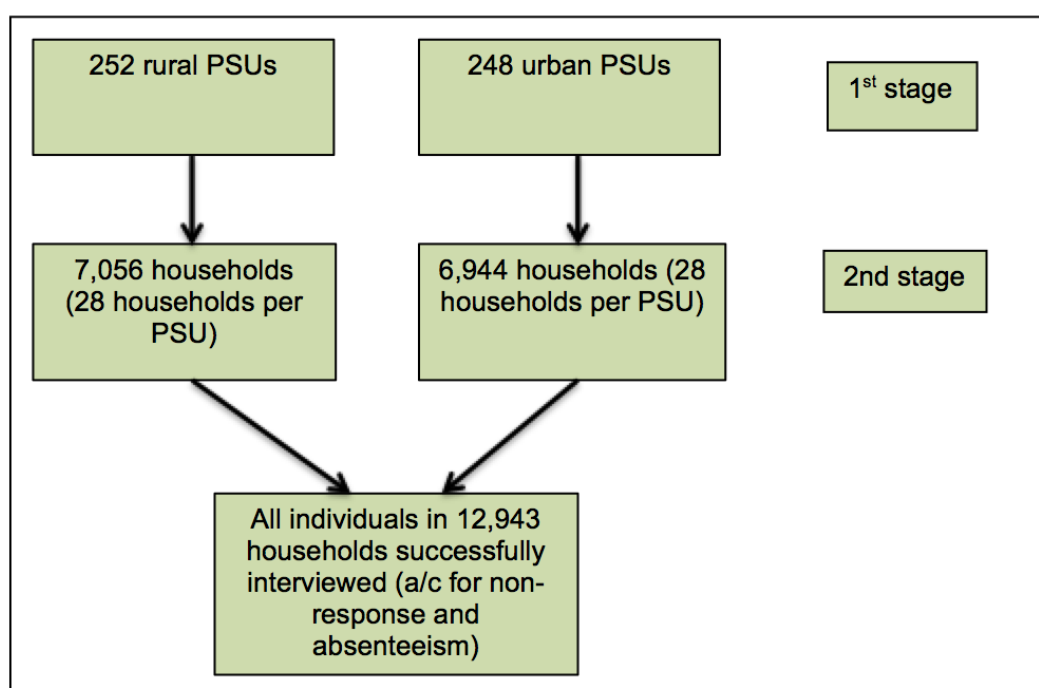 252 rural PSUs
248 urban PSUs
1st stage
7,056 households
(28 households per
PSU)
6,944 households (28
households per PSU)
2nd stage
All individuals in 12,943
households successfully
interviewed (a/c for non-
response and
absenteeism)